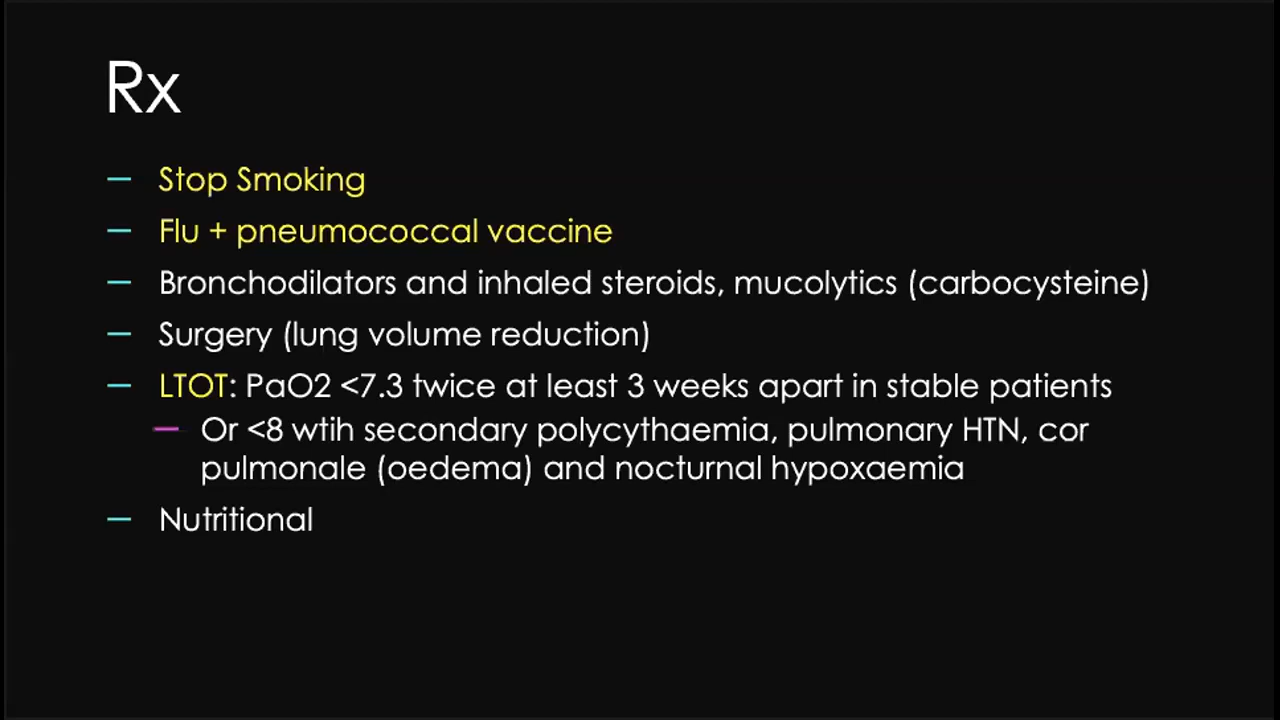 Rx
– Stop Smoking
– Flu + pneumococcal vaccine
– Bronchodilators and inhaled steroids, mucolytics (carbocysteine)
– Surgery (lung volume reduction)
– LTOT: PaO2 <7.3 twice at least 3 weeks apart in stable patients
– Or <8 wtih secondary polycythaemia, pulmonary HTN, cor
pulmonale (oedema) and nocturnal hypoxaemia
– Nutritional